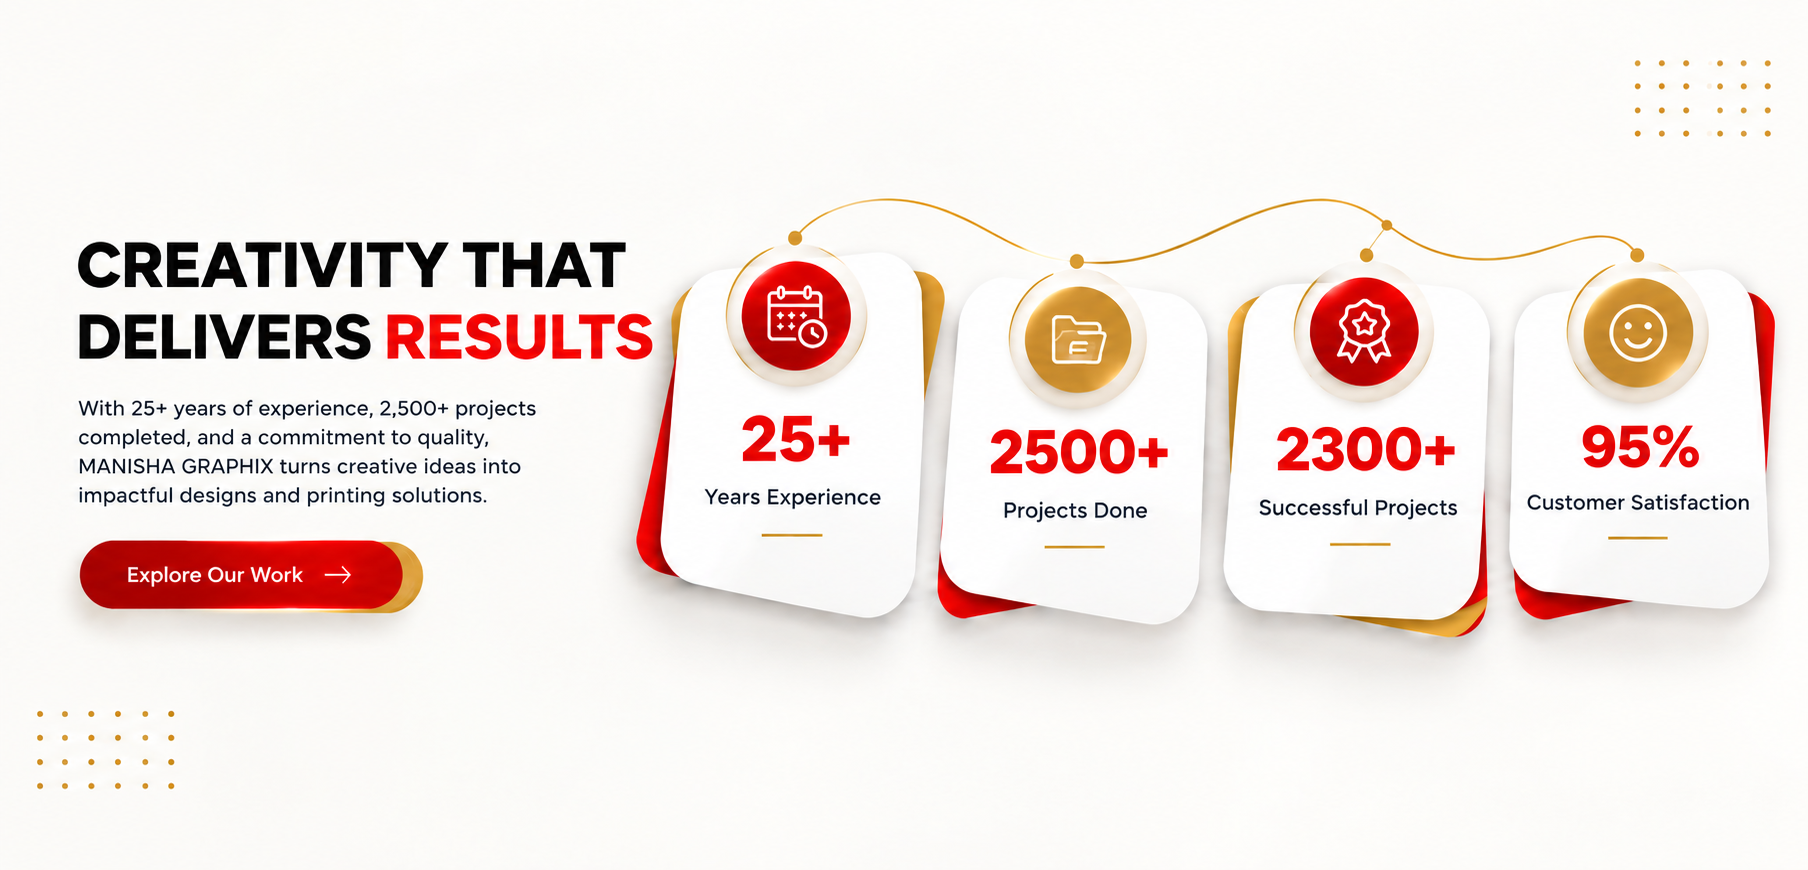 CREATIVITY THAT
DELIVERS RESULTS
With 25+ years of experience, 2,500+ projects
completed, and a commitment to quality,
MANISHA GRAPHIX turns creative ideas into
impactful designs and printing solutions.
Explore Our Work
25+
Years Experience
2500+
Projects Done
2300+
Successful Projects
95%
Customer Satisfaction